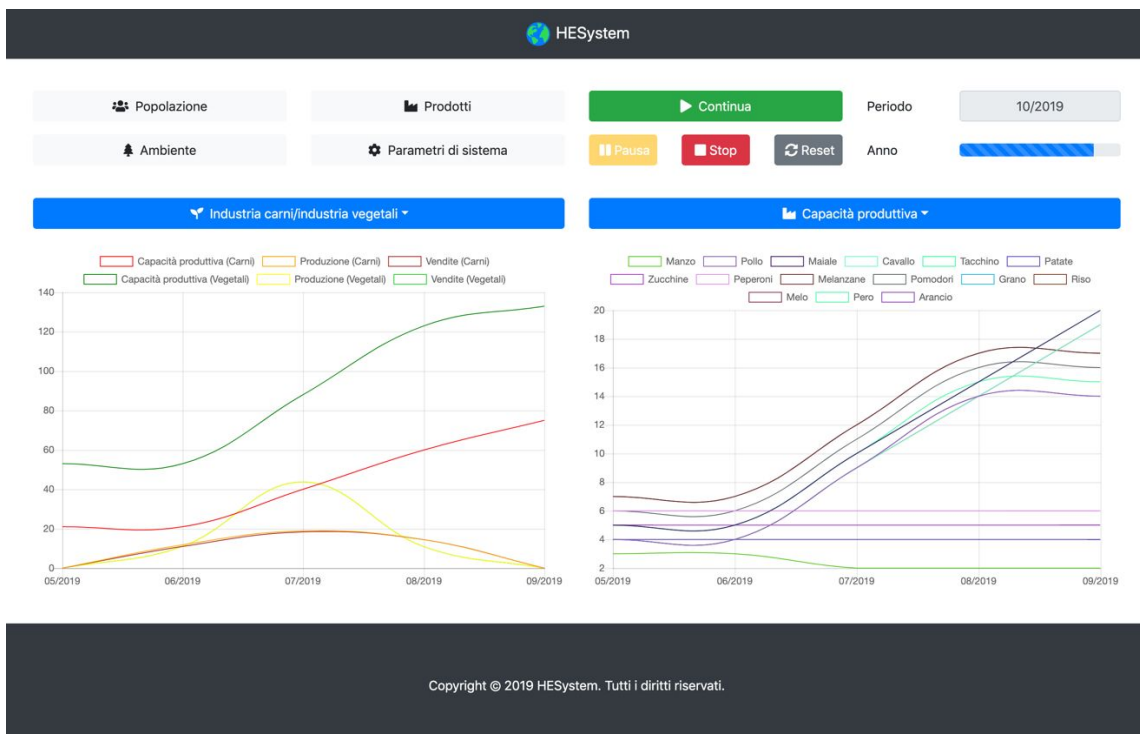 HESystem
Popolazione
Prodotti
Continua
Periodo
10/2019
Ambiente
Parametri di sistema
Pausa
Stop
Reset
Anno
Industria carni/industria vegetali
Capacità produttiva
Capacità produttiva (Carni) Produzione (Carni) Vendite (Carni)
Capacità produttiva (Vegetali) Produzione (Vegetali) Vendite (Vegetali)
140
120
100
80
60
40
20
0
05/2019 06/2019 07/2019 08/2019 09/2019
Manzo Pollo Maiale Cavallo Tacchino Patate
Zucchine Peperoni Melanzane Pomodori Grano Riso
Melo Pero Arancio
20
18
16
14
12
10
8
6
4
2
05/2019 06/2019 07/2019 08/2019 09/2019
Copyright © 2019 HESystem. Tutti i diritti riservati.